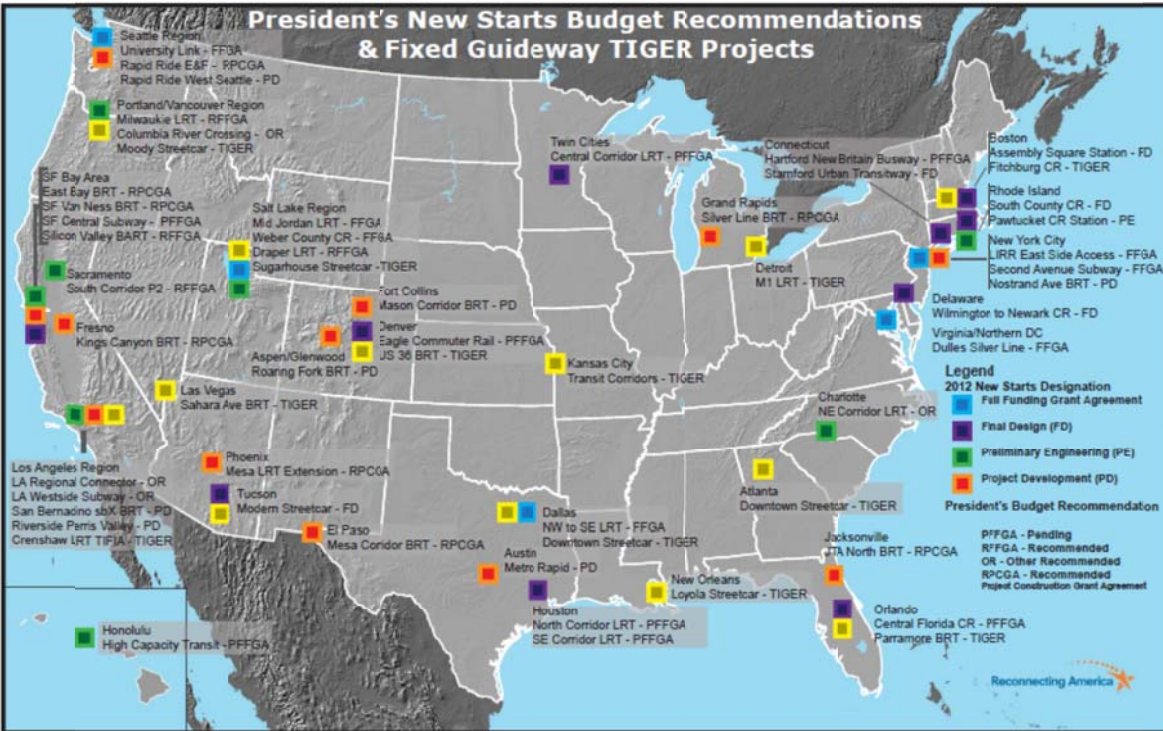 President's New Starts Budget Recommendations
& Fixed Guideway TIGER Projects
Seattle Region
University Link - FFGA
Rapid Ride E&F - RPCGA
Rapid Ride West Seattle - PD
Portland/Vancouver Region
Milwaukie LRT - RFFGA
Columbia River Crossing - OR
Moody Streetcar - TIGER
SF Bay Area
East Bay BRT - RPCGA
SF Van Ness BRT - RPCGA
SF Central Subway - PFFGA
Silicon Valley BART - RFFGA
Sacramento
South Corridor P2 - RFFGA
Fresno
Kings Canyon BRT - RPCGA
Salt Lake Region
Mid Jordan LRT - FFGA
Weber County CR - FFGA
Draper LRT - RFFGA
Sugarhouse Streetcar - TIGER
Fort Collins
Mason Corridor BRT - PD
Denver
Eagle Commuter Rail - PFFGA
US 36 BRT - TIGER
Aspen/Glenwood
Roaring Fork BRT - PD
Las Vegas
Sahara Ave BRT - TIGER
Los Angeles Region
LA Regional Connector - OR
LA Westside Subway - OR
San Bernadino sbX BRT - PD
Riverside Perris Valley - PD
Crenshaw LRT TIFIA - TIGER
Phoenix
Mesa LRT Extension - RPCGA
Tucson
Modern Streetcar - FD
El Paso
Mesa Coridor BRT - RPCGA
Honolulu
High Capacity Transit - PFFGA
Twin Cities
Central Corridor LRT - PFFGA
Kansas City
Transit Corridors - TIGER
Dallas
NW to SE LRT - FFGA
Downtown Streetcar - TIGER
Austin
Metro Rapid - PD
Houston
North Corridor LRT - PFFGA
SE Corridor LRT - PFFGA
New Orleans
Loyola Streetcar - TIGER
Grand Rapids
Silver Line BRT - RPCGA
Detroit
M1 LRT - TIGER
Connecticut
Hartford New Britain Busway - PFFGA
Stamford Urban Transitway - FD
Boston
Assembly Square Station - FD
Fitchburg CR - TIGER
Rhode Island
South County CR - FD
Pawtucket CR Station - PE
New York City
LIRR East Side Access - FFGA
Second Avenue Subway - FFGA
Nostrand Ave BRT - PD
Delaware
Wilmington to Newark CR - FD
Virginia/Northern DC
Dulles Silver Line - FFGA
Charlotte
NE Corridor LRT - OR
Atlanta
Downtown Streetcar - TIGER
Jacksonville
JTA North BRT - RPCGA
Orlando
Central Florida CR - PFFGA
Parramore BRT - TIGER
Legend
2012 New Starts Designation
Full Funding Grant Agreement
Final Design (FD)
Preliminary Engineering (PE)
Project Development (PD)
President's Budget Recommendation
PFFGA - Pending
RFFGA - Recommended
OR - Other Recommended
RPCGA - Recommended
Project Construction Grant Agreement
Reconnecting America